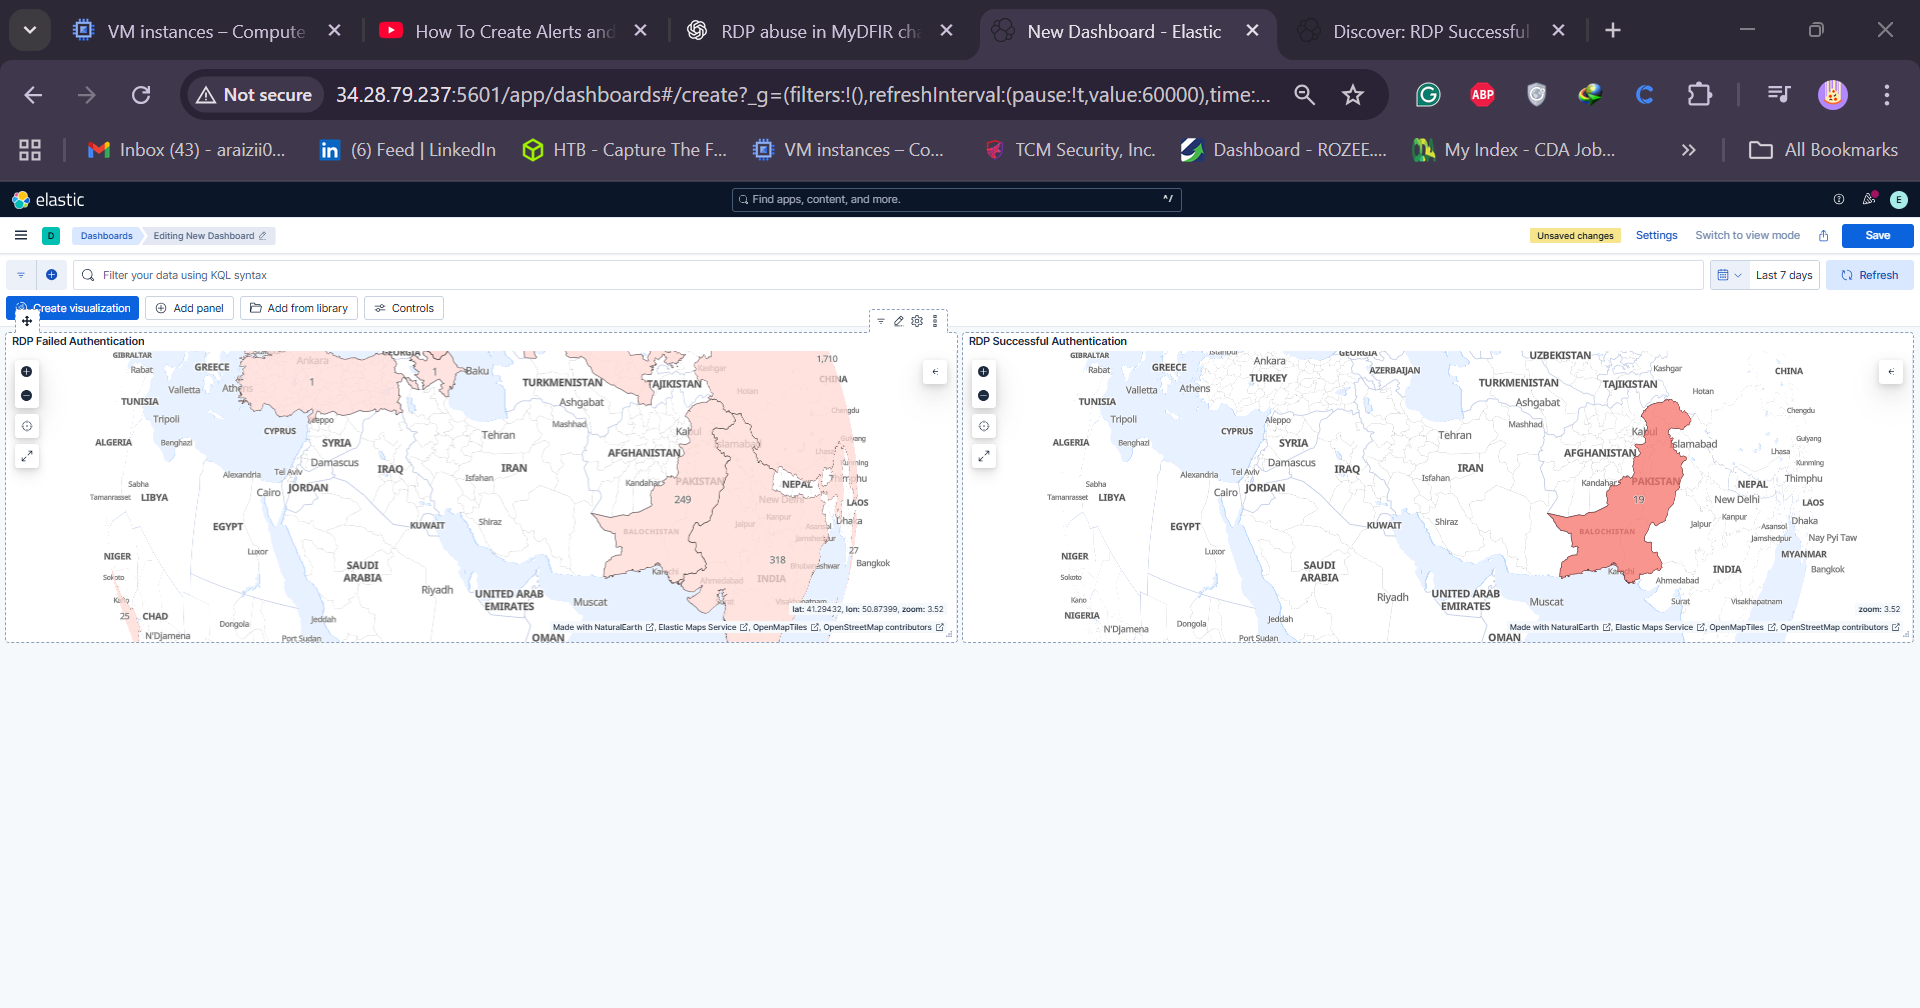 VM instances – Compute
How To Create Alerts and
RDP abuse in MyDFIR ch
New Dashboard - Elastic
Discover: RDP Successful
Not secure
34.28.79.237:5601/app/dashboards#/create?_g=(filters:!(),refreshInterval:(pause:!t,value:60000),time:...
ABP
Inbox (43) - araizii0...
(6) Feed | LinkedIn
HTB - Capture The F...
VM instances – Co...
TCM Security, Inc.
Dashboard - ROZEE....
My Index - CDA Job...
All Bookmarks
elastic
Find apps, content, and more.
^/
E
D
Dashboards
Editing New Dashboard
Unsaved changes
Settings
Switch to view mode
Save
Filter your data using KQL syntax
Last 7 days
Refresh
Create visualization
Add panel
Add from library
Controls
RDP Failed Authentication
GIBRALTAR
Rabat
GREECE
Valletta
TUNISIA
Tripoli
ALGERIA
Benghazi
Ankara
1
GEORGIA
1
Baku
TURKMENISTAN
Ashgabat
TAJIKISTAN
Kashgar
Hotan
1,710
CHINA
CYPRUS
SYRIA
Damascus
Tel Aviv
Mashhad
Tehran
Kabul
Islamabad
AFGHANISTAN
IRAQ
IRAN
Isfahan
Kandahar
PAKISTAN
249
NEPAL
Thimphu
New Delhi
LAOS
Alexandria
Cairo
JORDAN
Sabha
Tamanrasset
LIBYA
EGYPT
KUWAIT
Shiraz
BALOCHISTAN
Jaipur
Kanpur
Dhaka
Luxor
318
27
Bangkok
NIGER
Sokoto
SAUDI
ARABIA
Riyadh
UNITED ARAB
EMIRATES
Muscat
INDIA
Ahmedabad
25
CHAD
N'Djamena
Dongola
Jeddah
Port Sudan
OMAN
lat: 41.29432, lon: 50.87399, zoom: 3.52
Made with NaturalEarth, Elastic Maps Service, OpenMapTiles, OpenStreetMap contributors
RDP Successful Authentication
GIBRALTAR
Rabat
GREECE
Valletta
Athens
TUNISIA
Tripoli
ALGERIA
Benghazi
Istanbul
Ankara
TURKEY
GEORGIA
AZERBAIJAN
UZBEKISTAN
TURKMENISTAN
Ashgabat
TAJIKISTAN
Kashgar
Hotan
CHINA
Chengdu
CYPRUS
Aleppo
SYRIA
Damascus
Tel Aviv
Mashhad
Tehran
Kabul
Islamabad
Guiyang
Lhasa
Kunming
AFGHANISTAN
IRAQ
IRAN
Isfahan
Kandahar
PAKISTAN
19
NEPAL
Thimphu
New Delhi
LAOS
Alexandria
Cairo
JORDAN
Sabha
Tamanrasset
LIBYA
EGYPT
KUWAIT
Shiraz
BALOCHISTAN
Jaipur
Kanpur
Asansol
Dhaka
Jamshedpur
Nay Pyi Taw
Luxor
MYANMAR
Bangkok
NIGER
Sokoto
SAUDI
ARABIA
Karachi
INDIA
Ahmedabad
Riyadh
UNITED ARAB
EMIRATES
Muscat
Surat
Visakhapatnam
Kano
NIGERIA
N'Djamena
Dongola
Jeddah
Port Sudan
OMAN
zoom: 3.52
Made with NaturalEarth, Elastic Maps Service, OpenMapTiles, OpenStreetMap contributors